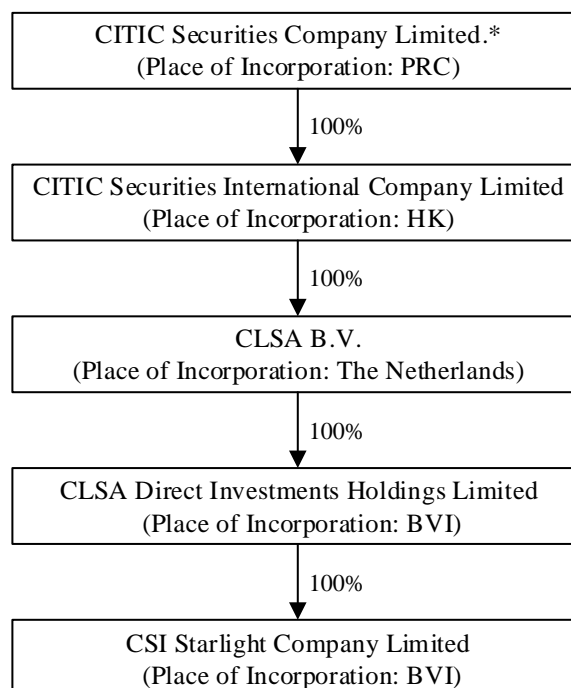 CITIC Securities Company Limited.*
(Place of Incorporation: PRC)
100%
CITIC Securities International Company Limited
(Place of Incorporation: HK)
100%
CLSA B.V.
(Place of Incorporation: The Netherlands)
100%
CLSA Direct Investments Holdings Limited
(Place of Incorporation: BVI)
100%
CSI Starlight Company Limited
(Place of Incorporation: BVI)